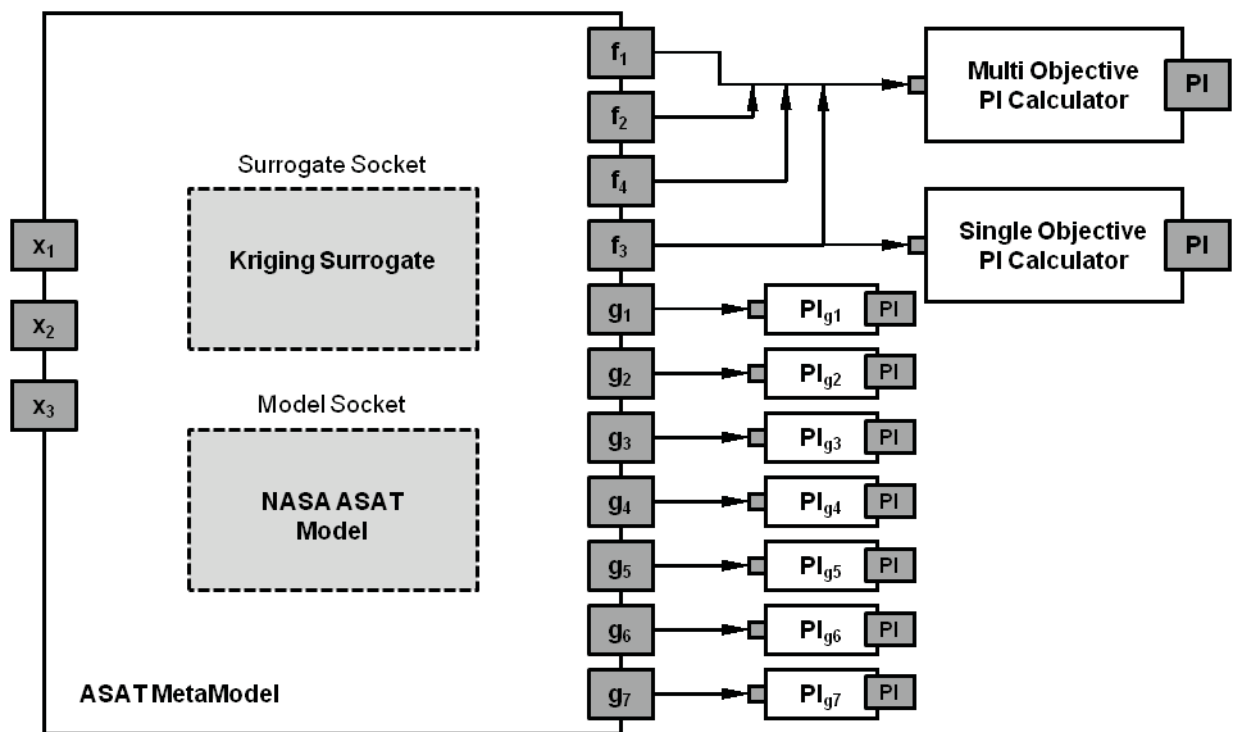 f₁
f₂
f₄
f₃
g₁
g₂
g₃
g₄
g₅
g₆
g₇
x₁
x₂
x₃
Surrogate Socket
Kriging Surrogate
Model Socket
NASA ASAT
Model
ASAT MetaModel
Multi Objective
PI Calculator
PI
Single Objective
PI Calculator
PI
PIg1
PI
PIg2
PI
PIg3
PI
PIg4
PI
PIg5
PI
PIg6
PI
PIg7
PI